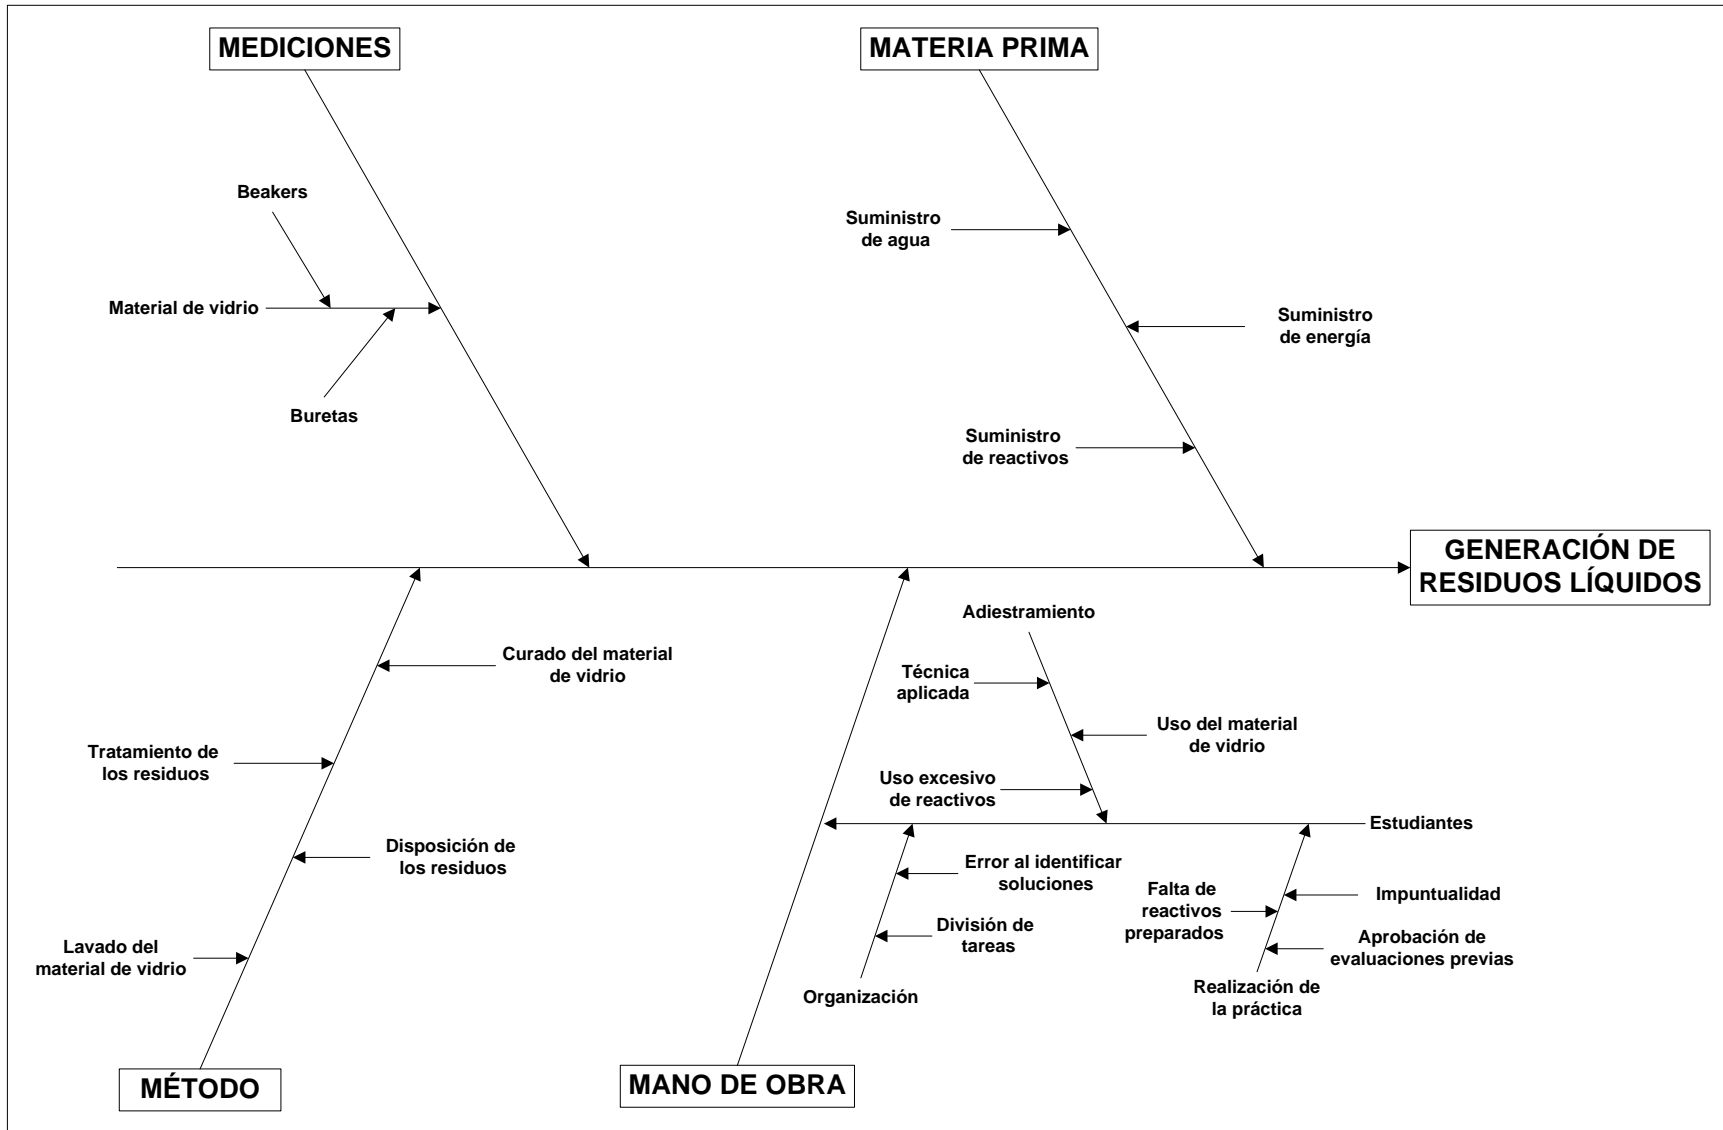 MEDICIONES
MATERIA PRIMA
Beakers
Material de vidrio
Buretas
Suministro
de agua
Suministro
de energía
Suministro
de reactivos
GENERACIÓN DE
RESIDUOS LÍQUIDOS
Curado del material
de vidrio
Tratamiento de
los residuos
Disposición de
los residuos
Lavado del
material de vidrio
MÉTODO
Adiestramiento
Técnica
aplicada
Uso del material
de vidrio
Uso excesivo
de reactivos
Estudiantes
Error al identificar
soluciones
División de
tareas
Organización
Impuntualidad
Falta de
reactivos
preparados
Aprobación de
evaluaciones previas
Realización de
la práctica
MANO DE OBRA